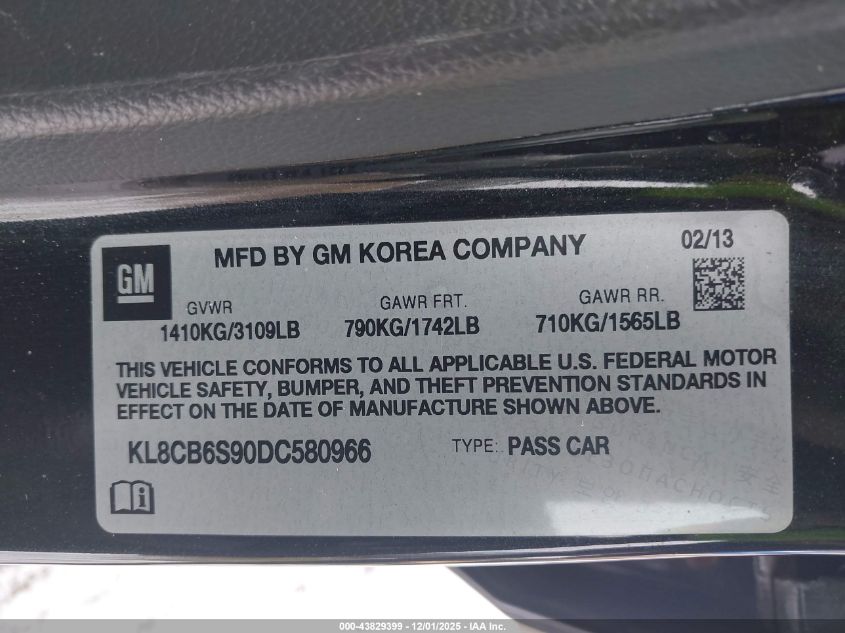 GM
MFD BY GM KOREA COMPANY
02/13
GVWR
GAWR FRT.
GAWR RR.
1410KG/3109LB
790KG/1742LB
710KG/1565LB
THIS VEHICLE CONFORMS TO ALL APPLICABLE U.S. FEDERAL MOTOR
VEHICLE SAFETY, BUMPER, AND THEFT PREVENTION STANDARDS IN
EFFECT ON THE DATE OF MANUFACTURE SHOWN ABOVE.
KL8CB6S90DC580966
TYPE: PASS CAR
000-43829399 - 12/01/2025 - IAA Inc.